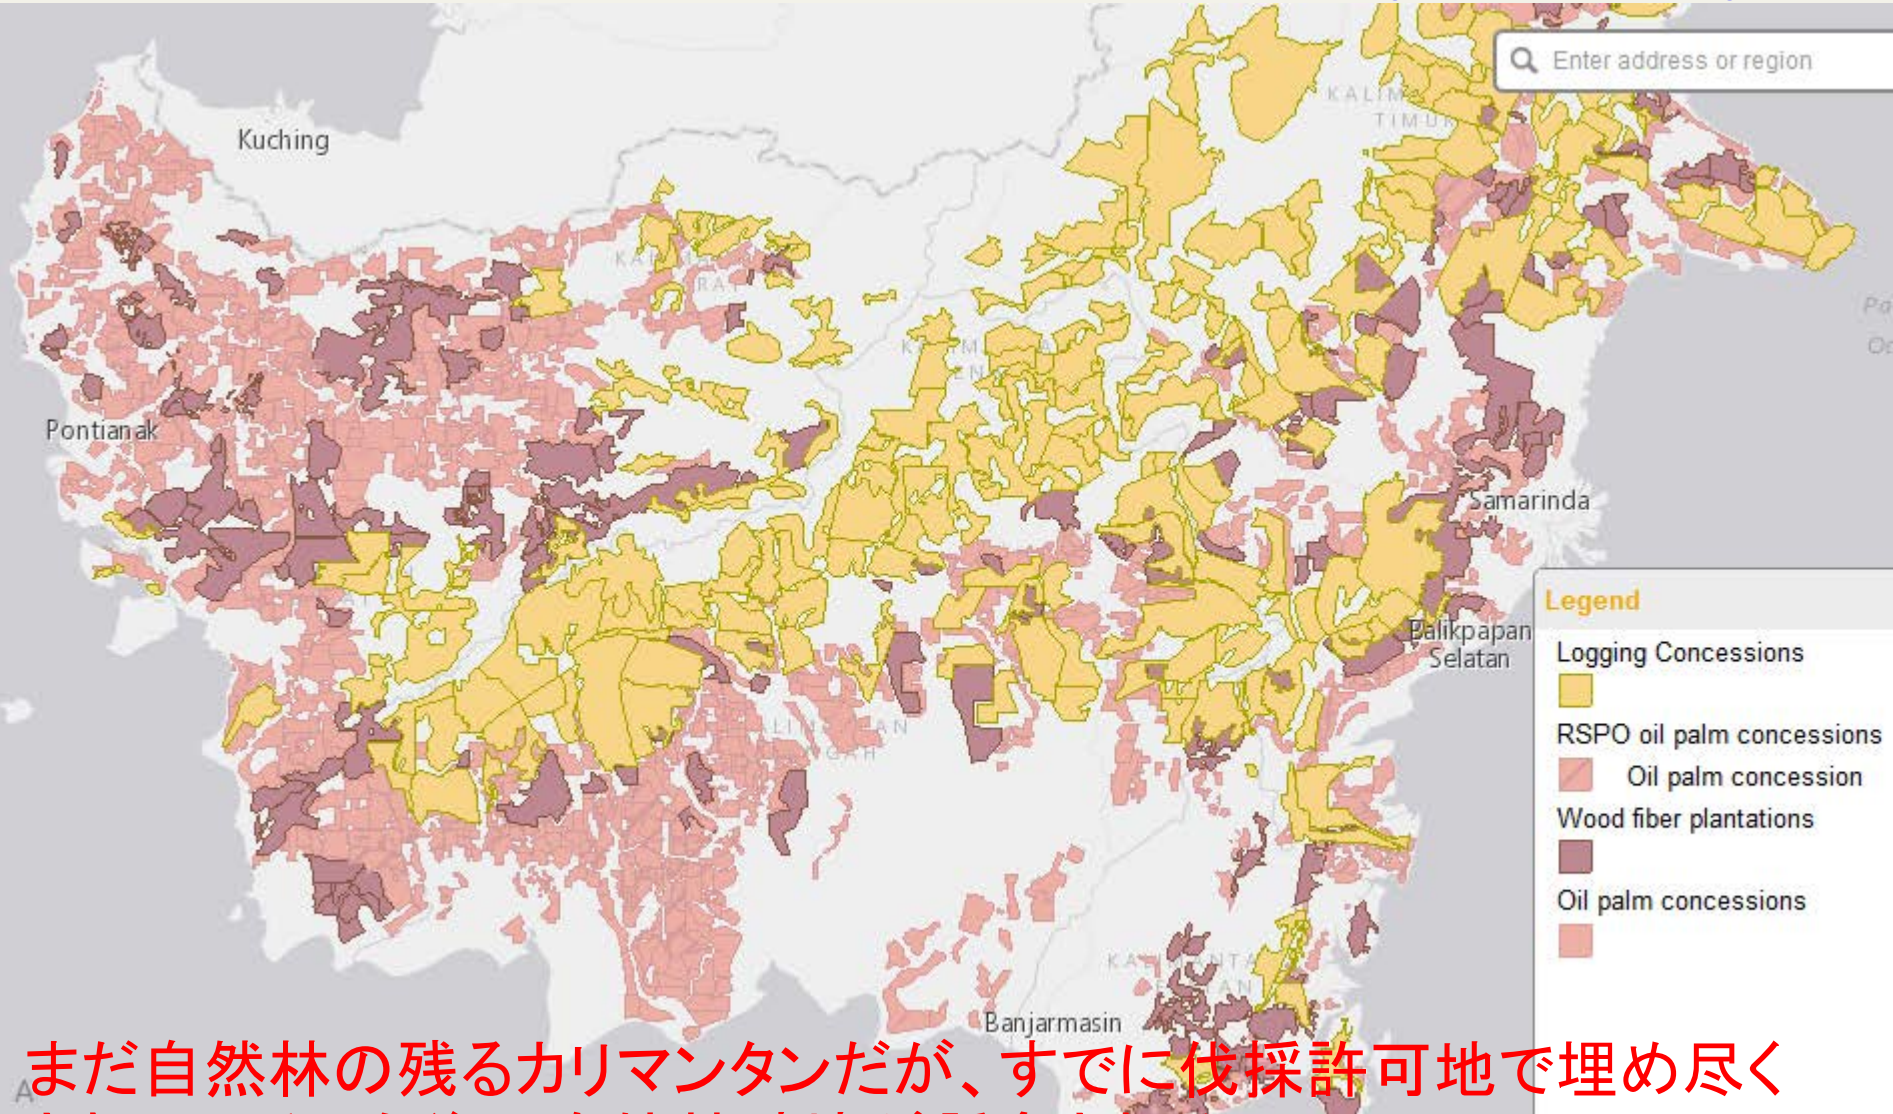 Enter address or region
KALIM
TIMUR
Kuching
Pontianak
Samarinda
Balikpapan
Selatan
Banjarmasin
Legend
Logging Concessions
RSPO oil palm concessions
Oil palm concession
Wood fiber plantations
Oil palm concessions
まだ自然林の残るカリマンタンだが、すでに伐採許可地で埋め尽く